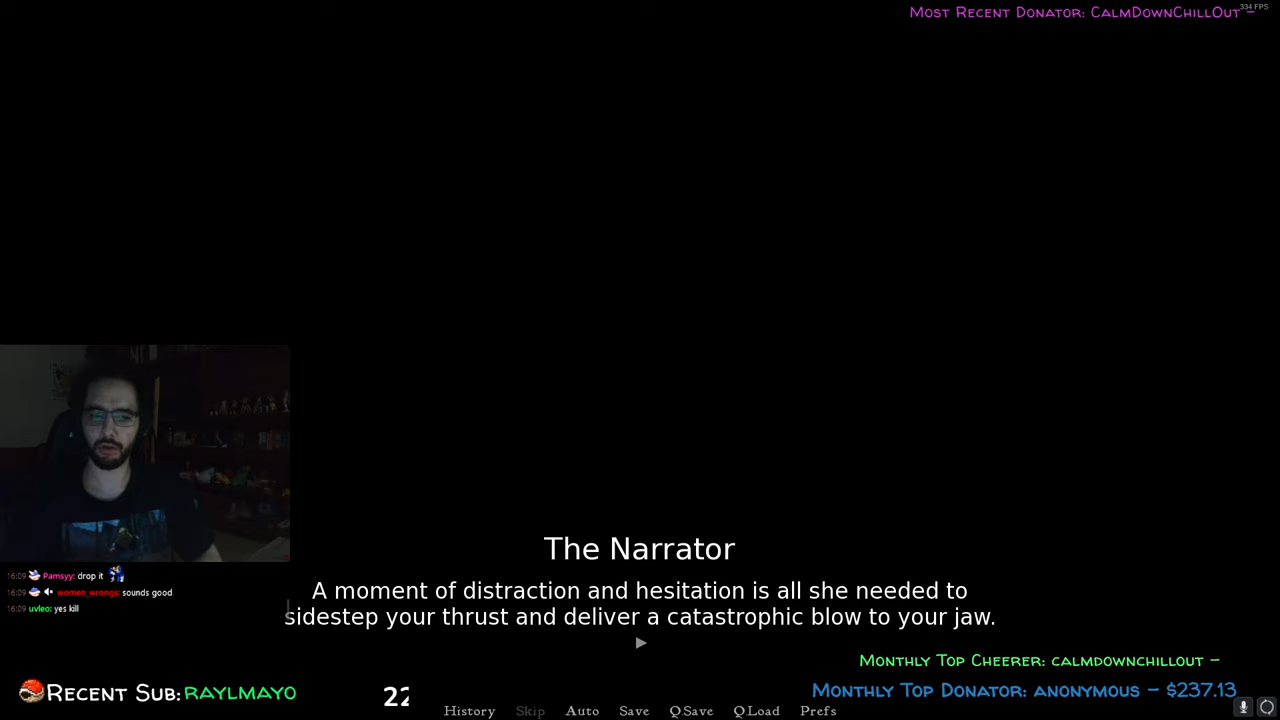 Most Recent Donator: CalmDownChillOut –
334 FPS
The Narrator
A moment of distraction and hesitation is all she needed to
sidestep your thrust and deliver a catastrophic blow to your jaw.
16:09 Pamsyy: drop it
16:09 women_wrongs: sounds good
16:09 uvleo: yes kill
Monthly Top Cheerer: calmdownchillout –
Monthly Top Donator: anonymous – $237.13
Recent Sub: raylmayo
22
History Skip Auto Save Q.Save Q.Load Prefs